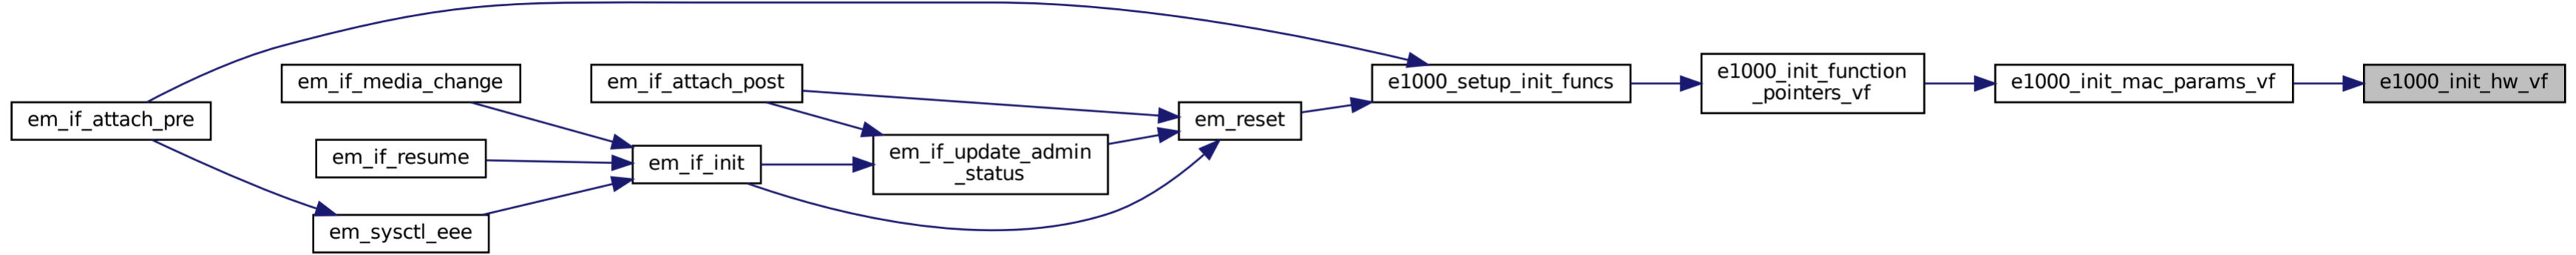 em_if_attach_pre
em_if_media_change
em_if_resume
em_sysctl_eee
em_if_attach_post
em_if_init
em_if_update_admin
_status
em_reset
e1000_setup_init_funcs
e1000_init_function
_pointers_vf
e1000_init_mac_params_vf
e1000_init_hw_vf